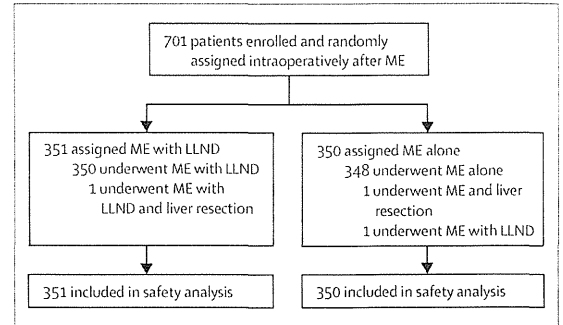 701 patients enrolled and randomly
assigned intraoperatively after ME
351 assigned ME with LLND
350 underwent ME with LLND
1 underwent ME with
LLND and liver resection
350 assigned ME alone
348 underwent ME alone
1 underwent ME and liver
resection
1 underwent ME with LLND
351 included in safety analysis
350 included in safety analysis